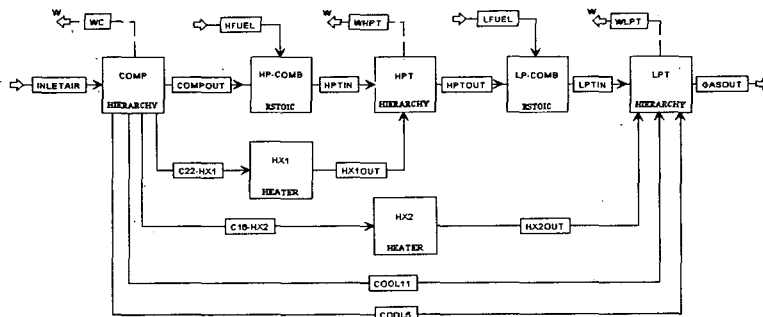 W
WC
HFUEL
W
WHPT
LFUEL
W
WLPT
INLETAIR
COMP
HIERARCHY
COMPOUT
HP-COMB
RSTOIC
HPTIN
HPT
HIERARCHY
HPTOUT
LP-COMB
RSTOIC
LPTIN
LPT
HIERARCHY
GASOUT
C22-HX1
HX1
HEATER
HX1OUT
C16-HX2
HX2
HEATER
HX2OUT
COOL11
COOL5